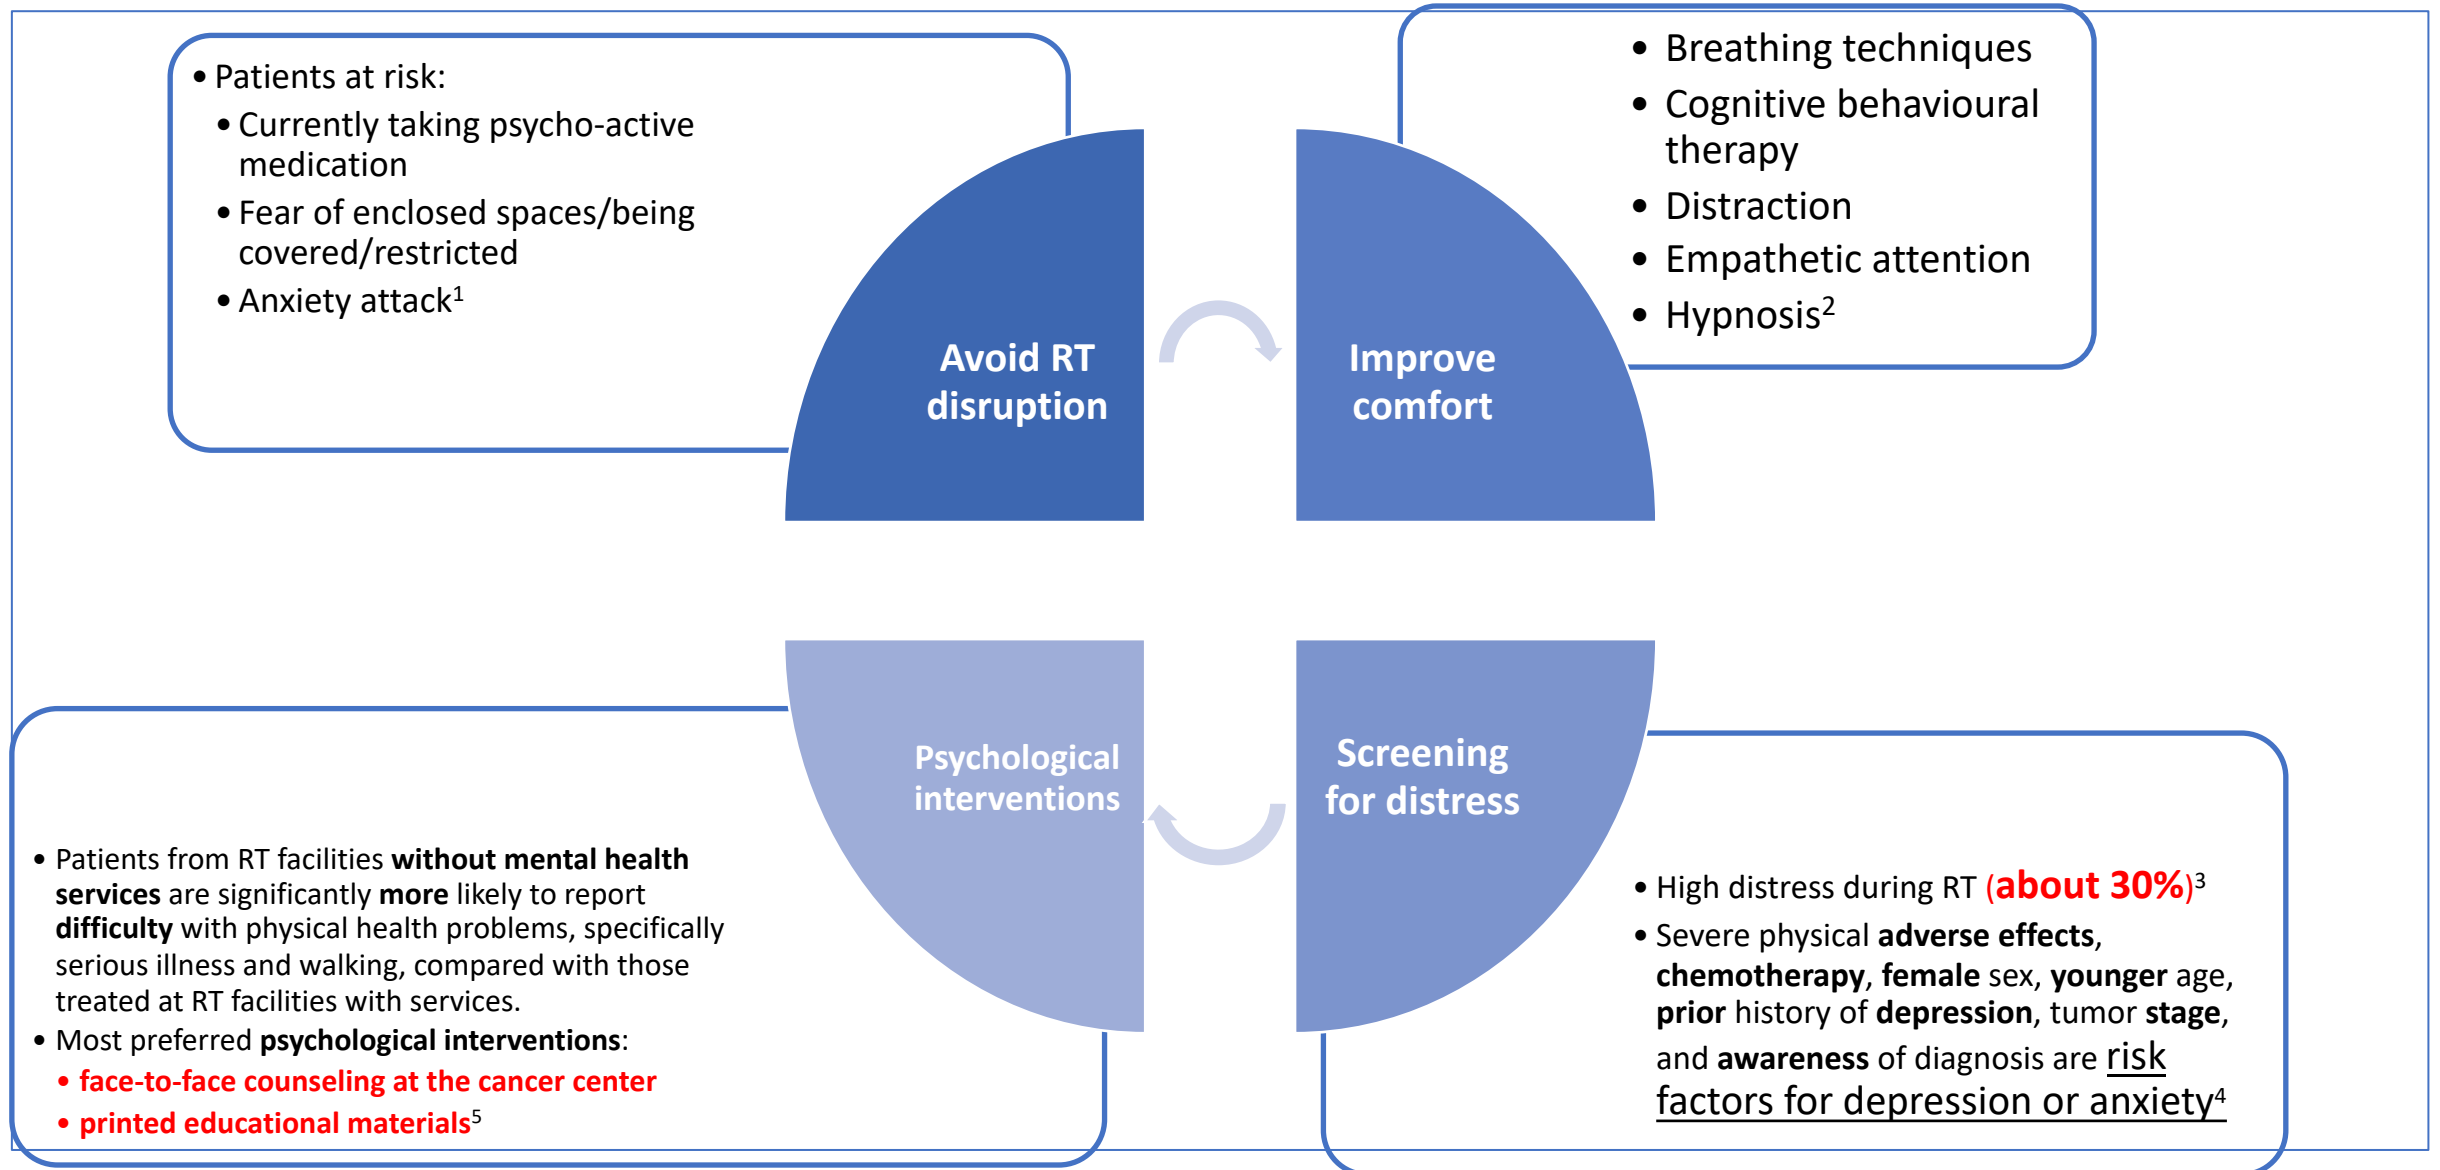 • Patients at risk:
• Currently taking psycho-active
medication
• Fear of enclosed spaces/being
covered/restricted
• Anxiety attack¹
• Breathing techniques
• Cognitive behavioural
therapy
• Distraction
• Empathetic attention
• Hypnosis²
Avoid RT
disruption
Improve
comfort
Psychological
interventions
Screening
for distress
• Patients from RT facilities without mental health
services are significantly more likely to report
difficulty with physical health problems, specifically
serious illness and walking, compared with those
treated at RT facilities with services.
• Most preferred psychological interventions:
• face-to-face counseling at the cancer center
• printed educational materials⁵
• High distress during RT (about 30%)³
• Severe physical adverse effects,
chemotherapy, female sex, younger age,
prior history of depression, tumor stage,
and awareness of diagnosis are risk
factors for depression or anxiety⁴